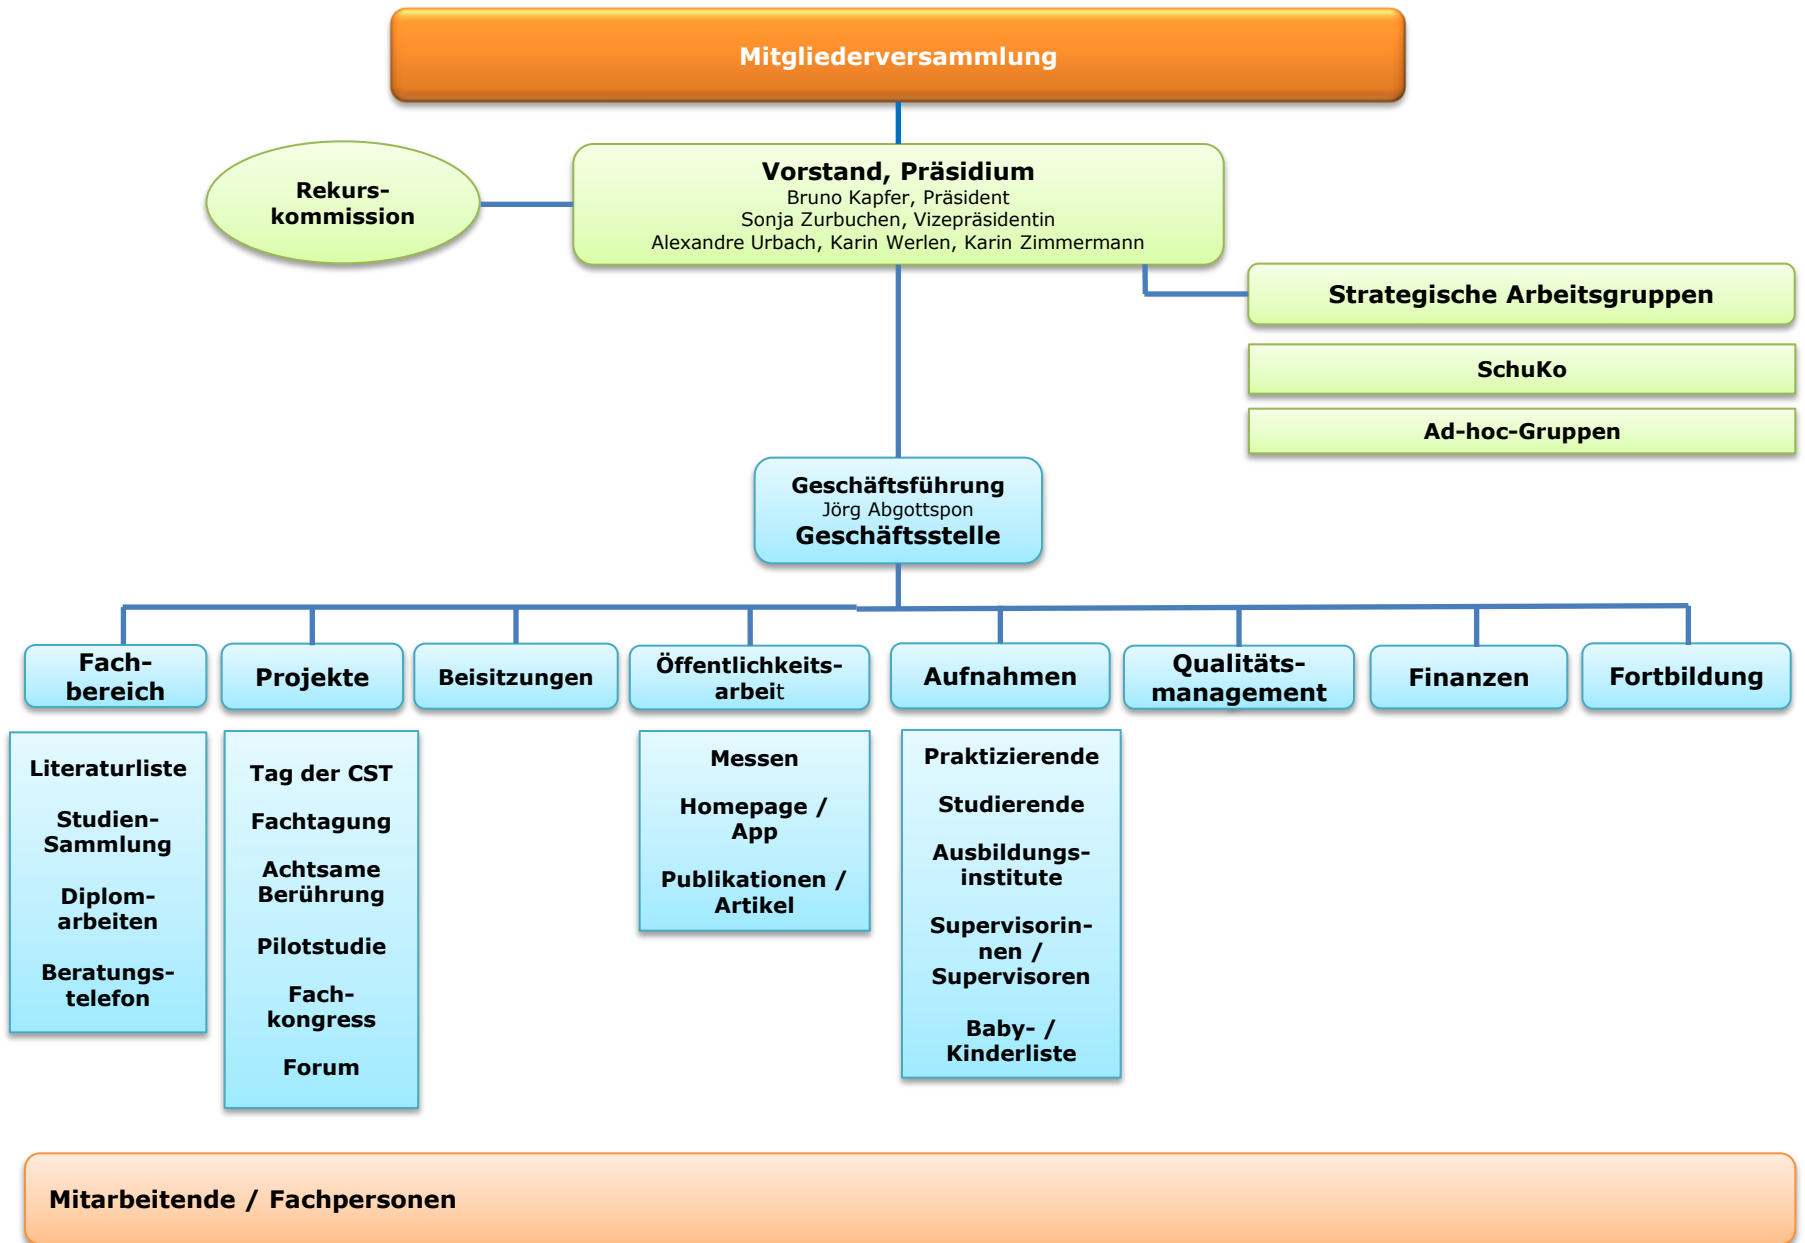 Mitgliederversammlung
Rekurs-
kommission
Vorstand, Präsidium
Bruno Kapfer, Präsident
Sonja Zurbuchen, Vizepräsidentin
Alexandre Urbach, Karin Werlen, Karin Zimmermann
Strategische Arbeitsgruppen
SchuKo
Ad-hoc-Gruppen
Geschäftsführung
Jörg Abgottspon
Geschäftsstelle
Fach-
bereich
Projekte
Beisitzungen
Öffentlichkeits-
arbeit
Aufnahmen
Qualitäts-
management
Finanzen
Fortbildung
Literaturliste
Studien-
Sammlung
Diplom-
arbeiten
Beratungs-
telefon
Tag der CST
Fachtagung
Achtsame
Berührung
Pilotstudie
Fach-
kongress
Forum
Messen
Homepage /
App
Publikationen /
Artikel
Praktizierende
Studierende
Ausbildungs-
institute
Supervisorin-
nen /
Supervisoren
Baby- /
Kinderliste
Mitarbeitende / Fachpersonen